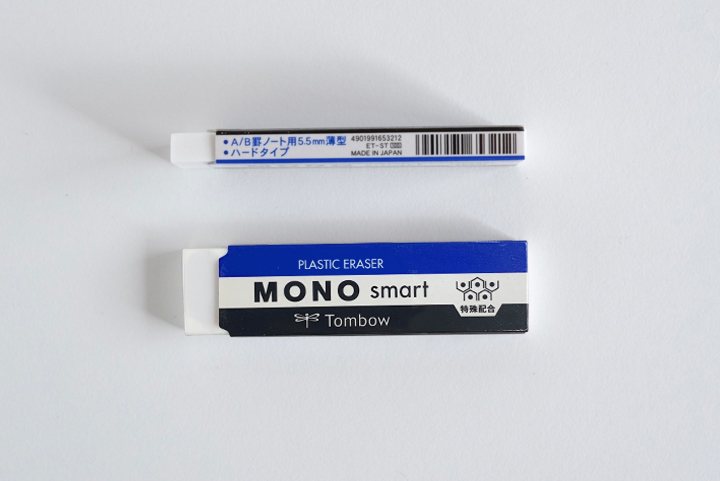 • A/B罫ノート用5.5mm薄型
• ハードタイプ
4901991653212
ET-ST
MADE IN JAPAN
PLASTIC ERASER
MONO smart
特殊配合
Tombow